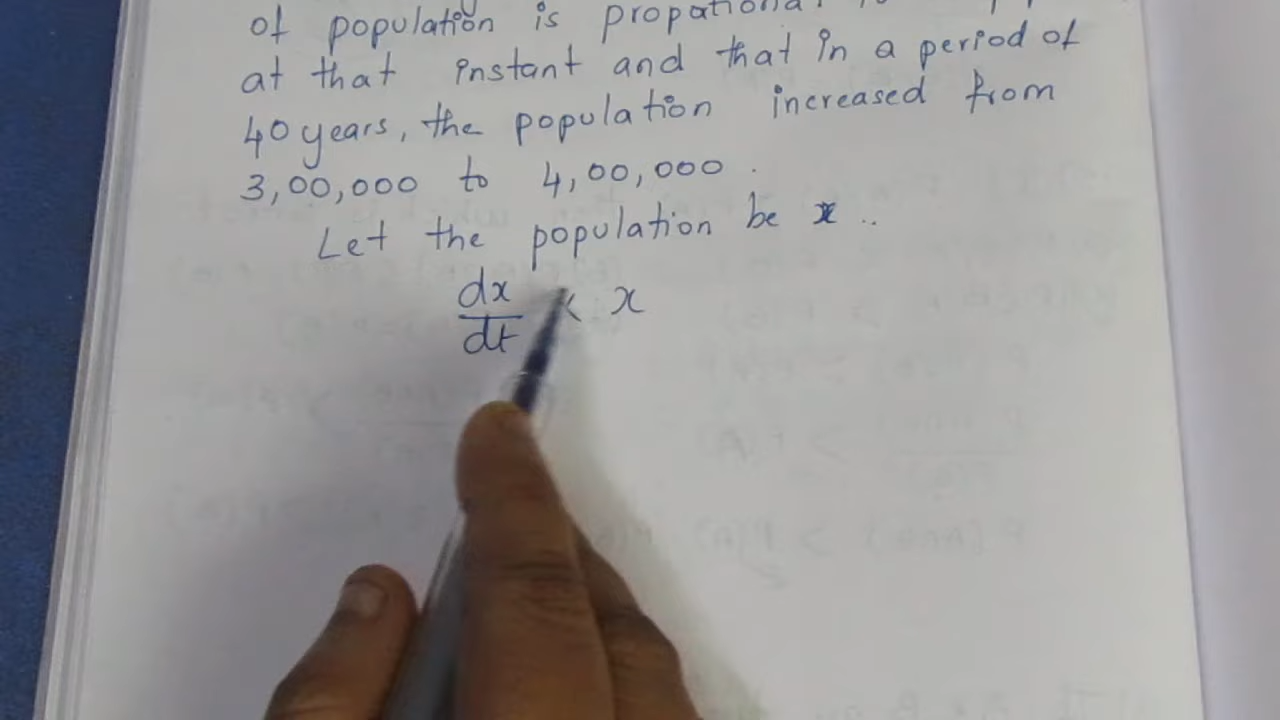 of population is propational
at that instant and that in a period of
40 years, the population increased from
3,00,000 to 4,00,000.
Let the population be x ..
dx/dt ∝ x